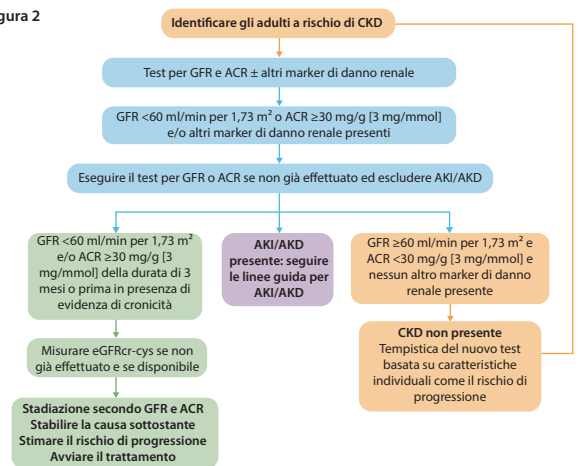 gura 2
Identificare gli adulti a rischio di CKD
Test per GFR e ACR ± altri marker di danno renale
GFR <60 ml/min per 1,73 m² o ACR ≥30 mg/g [3 mg/mmol]
e/o altri marker di danno renale presenti
Eseguire il test per GFR o ACR se non già effettuato ed escludere AKI/AKD
GFR <60 ml/min per 1,73 m²
e/o ACR ≥30 mg/g [3
mg/mmol] della durata di 3
mesi o prima in presenza di
evidenza di cronicità
AKI/AKD
presente: seguire
le linee guida per
AKI/AKD
GFR ≥60 ml/min per 1,73 m² e
ACR <30 mg/g [3 mg/mmol] e
nessun altro marker di danno
renale presente
Misurare eGFRcr-cys se non
già effettuato e se disponibile
CKD non presente
Tempistica del nuovo test
basata su caratteristiche
individuali come il rischio di
progressione
Stadiazione secondo GFR e ACR
Stabilire la causa sottostante
Stimare il rischio di progressione
Avviare il trattamento